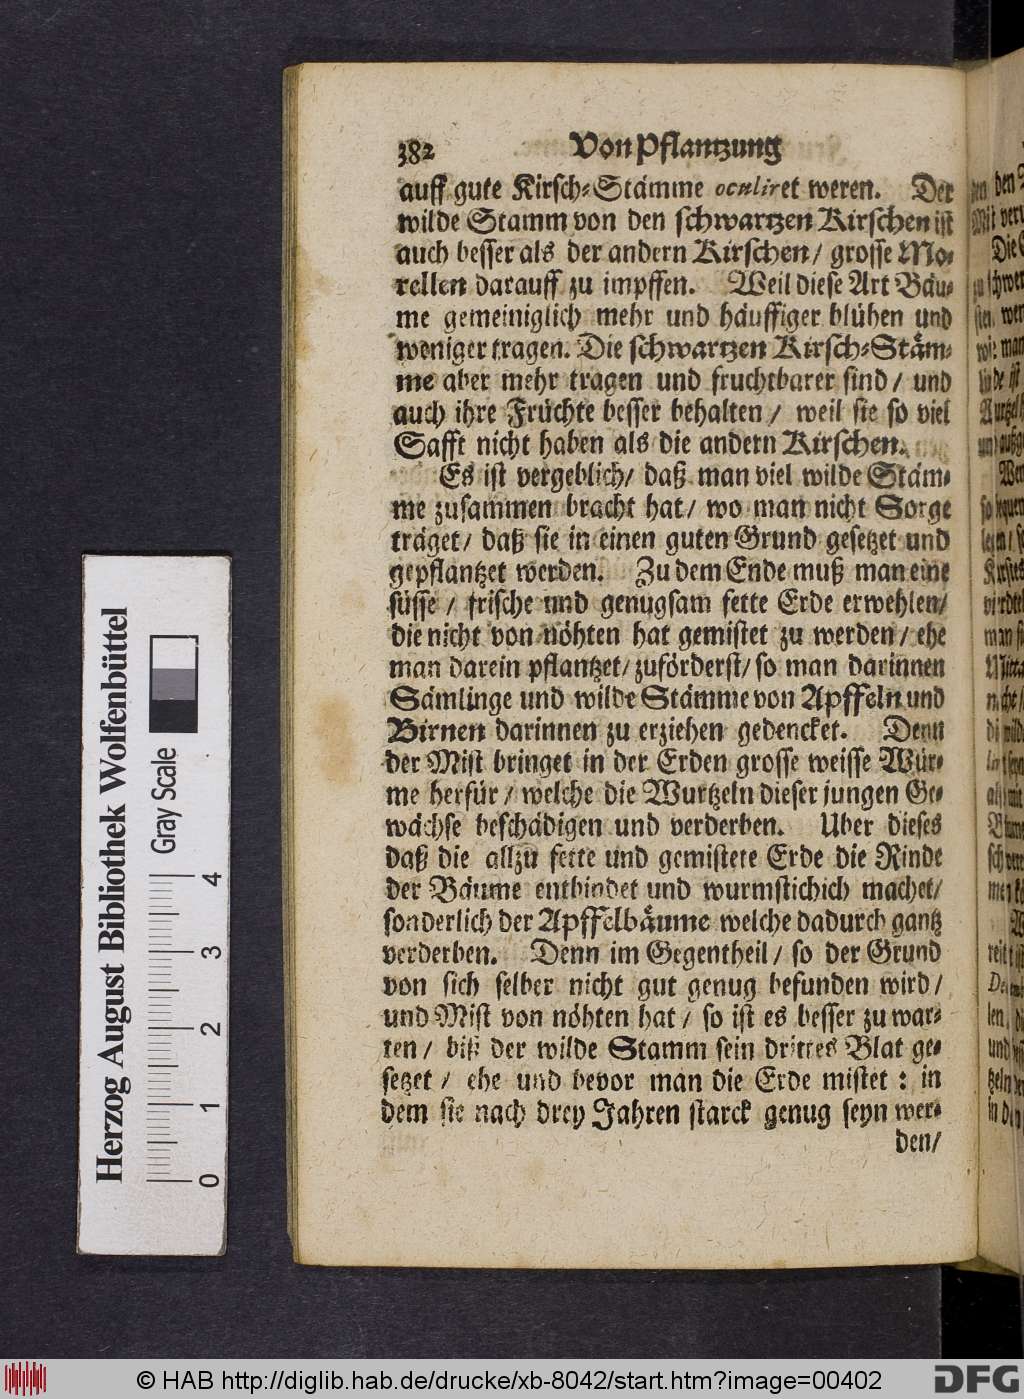 382 Von Pflantzung
auff gute Kirsch-Stämme oculiret weren. Der
wilde Stamm von den schwartzen Kirschen ist
auch besser als der andern Kirschen / grosse Mo-
rellen darauff zu impffen. Weil diese Art Bäu-
me gemeiniglich mehr und häuffiger blühen und
weniger tragen. Die schwartzen Kirsch-Stäm-
me aber mehr tragen und fruchtbarer sind / und
auch ihre Früchte besser behalten / weil sie so viel
Safft nicht haben als die andern Kirschen.
Es ist vergeblich / daß man viel wilde Stäm-
me zusammen bracht hat / wo man nicht Sorge
träget / daß sie in einen guten Grund gesetzet und
gepflantzet werden. Zu dem Ende muß man eine
süsse / frische und genugsam fette Erde erwehlen /
die nicht von nöhten hat gemistet zu werden / ehe
man darein pflantzet / zuförderst / so man darinnen
Sämlinge und wilde Stämme von Apffeln und
Birnen darinnen zu erziehen gedencket. Denn
der Mist bringet in der Erden grosse weisse Wür-
me herfür / welche die Wurtzeln dieser jungen Ge-
wächse beschädigen und verderben. Uber dieses
daß die allzu fette und gemistete Erde die Rinde
der Bäume entbindet und wurmstichich machet /
sonderlich der Apffelbäume welche dadurch gantz
verderben. Denn im Gegentheil / so der Grund
von sich selber nicht gut genug befunden wird /
und Mist von nöhten hat / so ist es besser zu war-
ten / biß der wilde Stamm sein drittes Blat ge-
setzet / ehe und bevor man die Erde mistet : in
dem sie nach drey Jahren starck genug seyn wer-
den /
Herzog August Bibliothek Wolfenbüttel
Gray Scale
0 1 2 3 4
© HAB http://diglib.hab.de/drucke/xb-8042/start.htm?image=00402
DFG